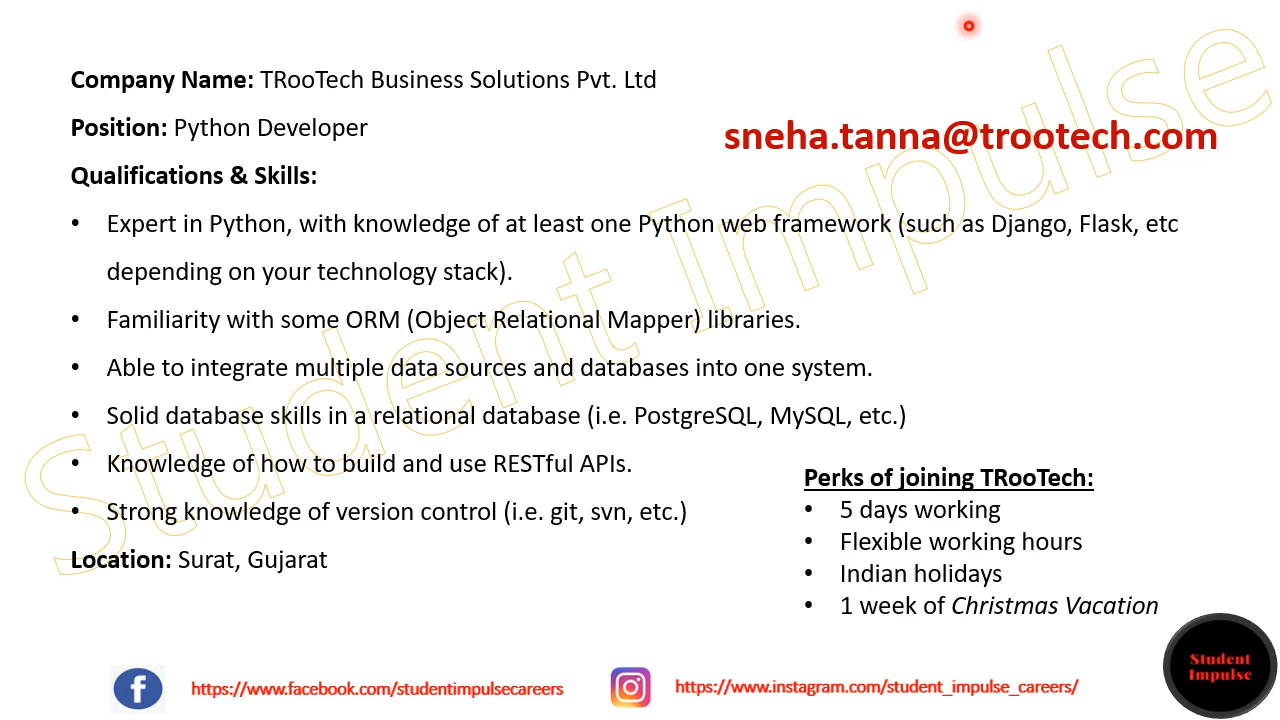 Company Name: TRooTech Business Solutions Pvt. Ltd
Position: Python Developer
sneha.tanna@trootech.com
Qualifications & Skills:
• Expert in Python, with knowledge of at least one Python web framework (such as Django, Flask, etc
depending on your technology stack).
• Familiarity with some ORM (Object Relational Mapper) libraries.
• Able to integrate multiple data sources and databases into one system.
• Solid database skills in a relational database (i.e. PostgreSQL, MySQL, etc.)
• Knowledge of how to build and use RESTful APIs.
• Strong knowledge of version control (i.e. git, svn, etc.)
Location: Surat, Gujarat
Perks of joining TRooTech:
• 5 days working
• Flexible working hours
• Indian holidays
• 1 week of Christmas Vacation
Student Impulse
https://www.facebook.com/studentimpulsecareers
https://www.instagram.com/student_impulse_careers/
Student
Impulse